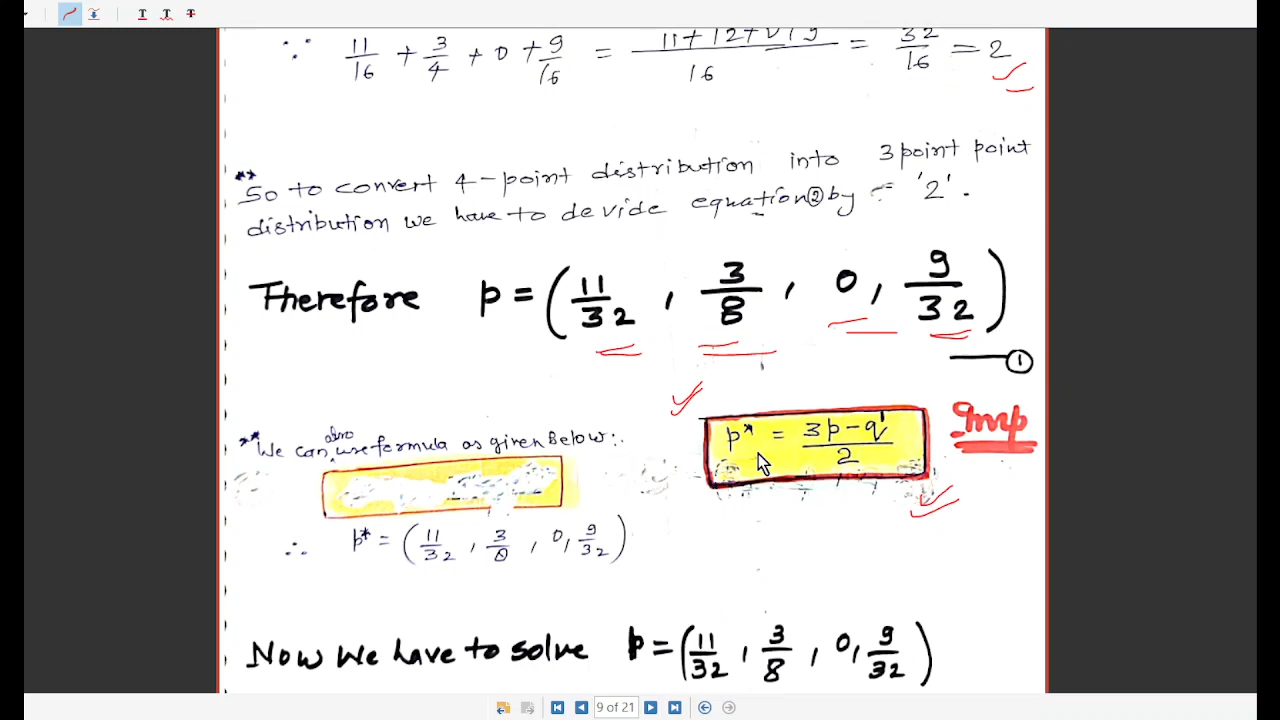 ∵ 11/16 + 3/4 + 0 + 9/16 = 11+12+0+9/16 = 32/16 = 2
** So to convert 4-point distribution into 3 point point
distribution we have to devide equation ② by = '2'.
Therefore p = (11/32, 3/8, 0, 9/32)
①
** We can also use formula as given Below:.
p* = 3p-q'/2
Imp
∴ p* = (11/32, 3/8, 0, 9/32)
Now We have to solve p = (11/32, 3/8, 0, 9/32)
9 of 21